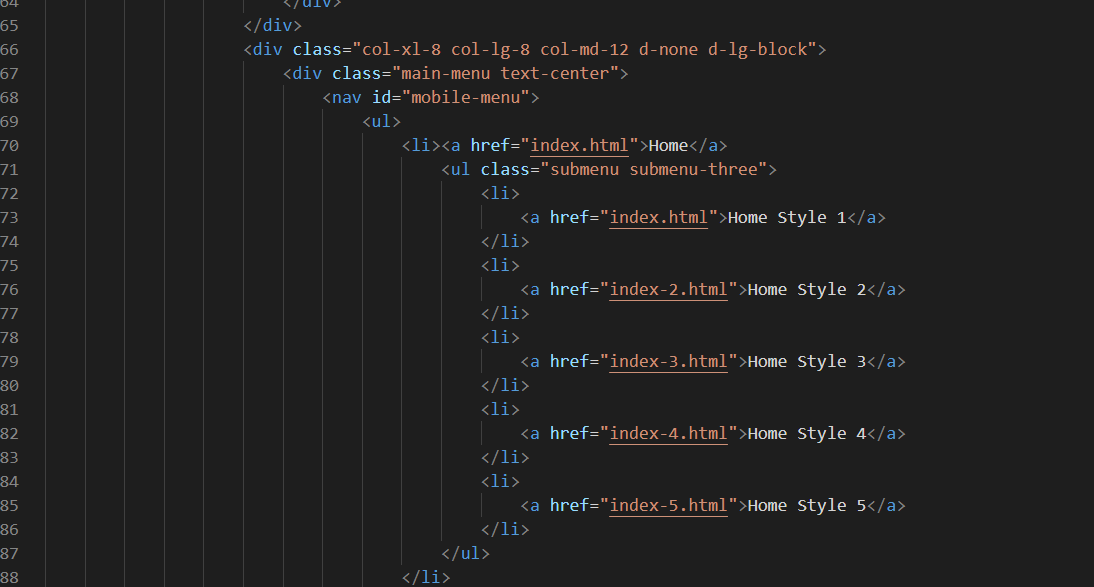 64 </div>
65 </div>
66 <div class="col-xl-8 col-lg-8 col-md-12 d-none d-lg-block">
67 <div class="main-menu text-center">
68 <nav id="mobile-menu">
69 <ul>
70 <li><a href="index.html">Home</a>
71 <ul class="submenu submenu-three">
72 <li>
73 <a href="index.html">Home Style 1</a>
74 </li>
75 <li>
76 <a href="index-2.html">Home Style 2</a>
77 </li>
78 <li>
79 <a href="index-3.html">Home Style 3</a>
80 </li>
81 <li>
82 <a href="index-4.html">Home Style 4</a>
83 </li>
84 <li>
85 <a href="index-5.html">Home Style 5</a>
86 </li>
87 </ul>
88 </li>